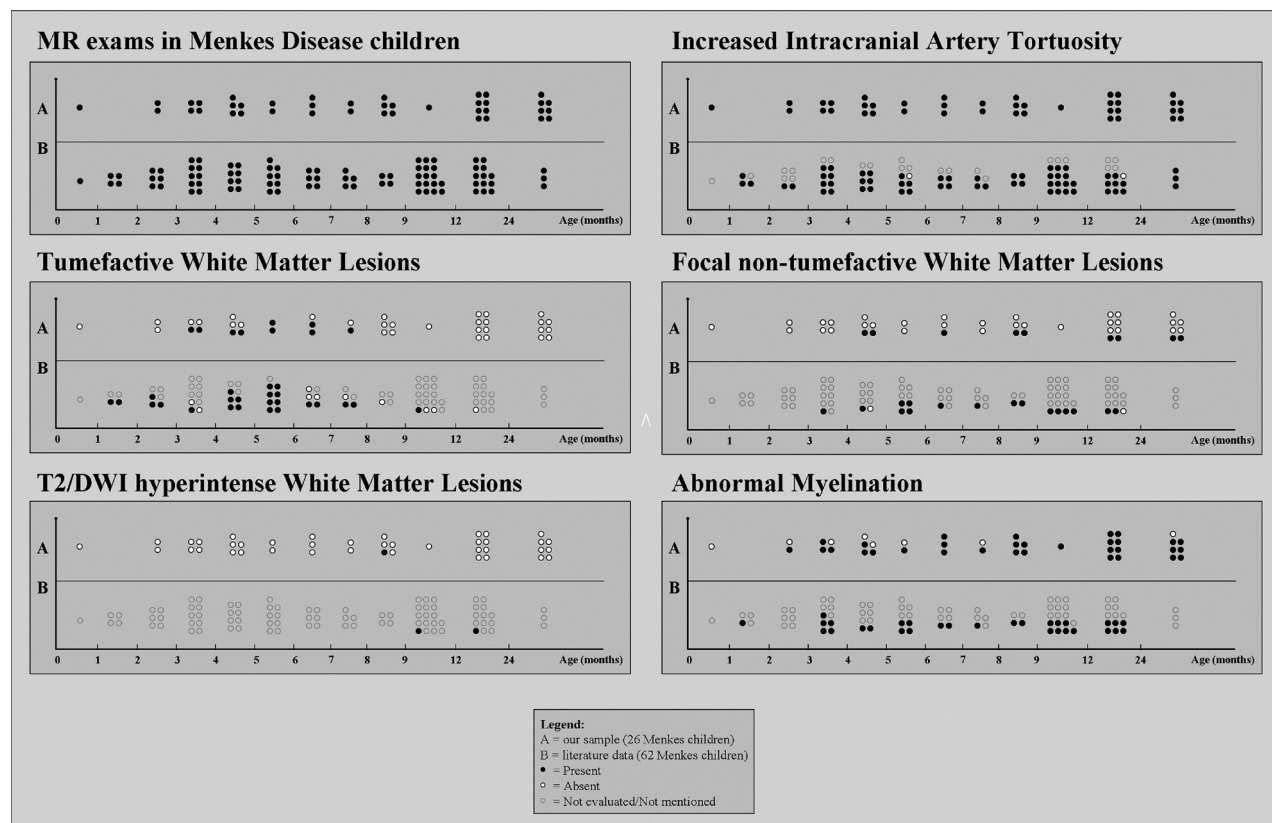 MR exams in Menkes Disease children
A
B
0 1 2 3 4 5 6 7 8 9 12 24 Age (months)
Increased Intracranial Artery Tortuosity
A
B
0 1 2 3 4 5 6 7 8 9 12 24 Age (months)
Tumefactive White Matter Lesions
A
B
0 1 2 3 4 5 6 7 8 9 12 24 Age (months)
Focal non-tumefactive White Matter Lesions
A
B
0 1 2 3 4 5 6 7 8 9 12 24 Age (months)
T2/DWI hyperintense White Matter Lesions
A
B
0 1 2 3 4 5 6 7 8 9 12 24 Age (months)
Abnormal Myelination
A
B
0 1 2 3 4 5 6 7 8 9 12 24 Age (months)
Legend:
A = our sample (26 Menkes children)
B = literature data (62 Menkes children)
= Present
= Absent
= Not evaluated/Not mentioned